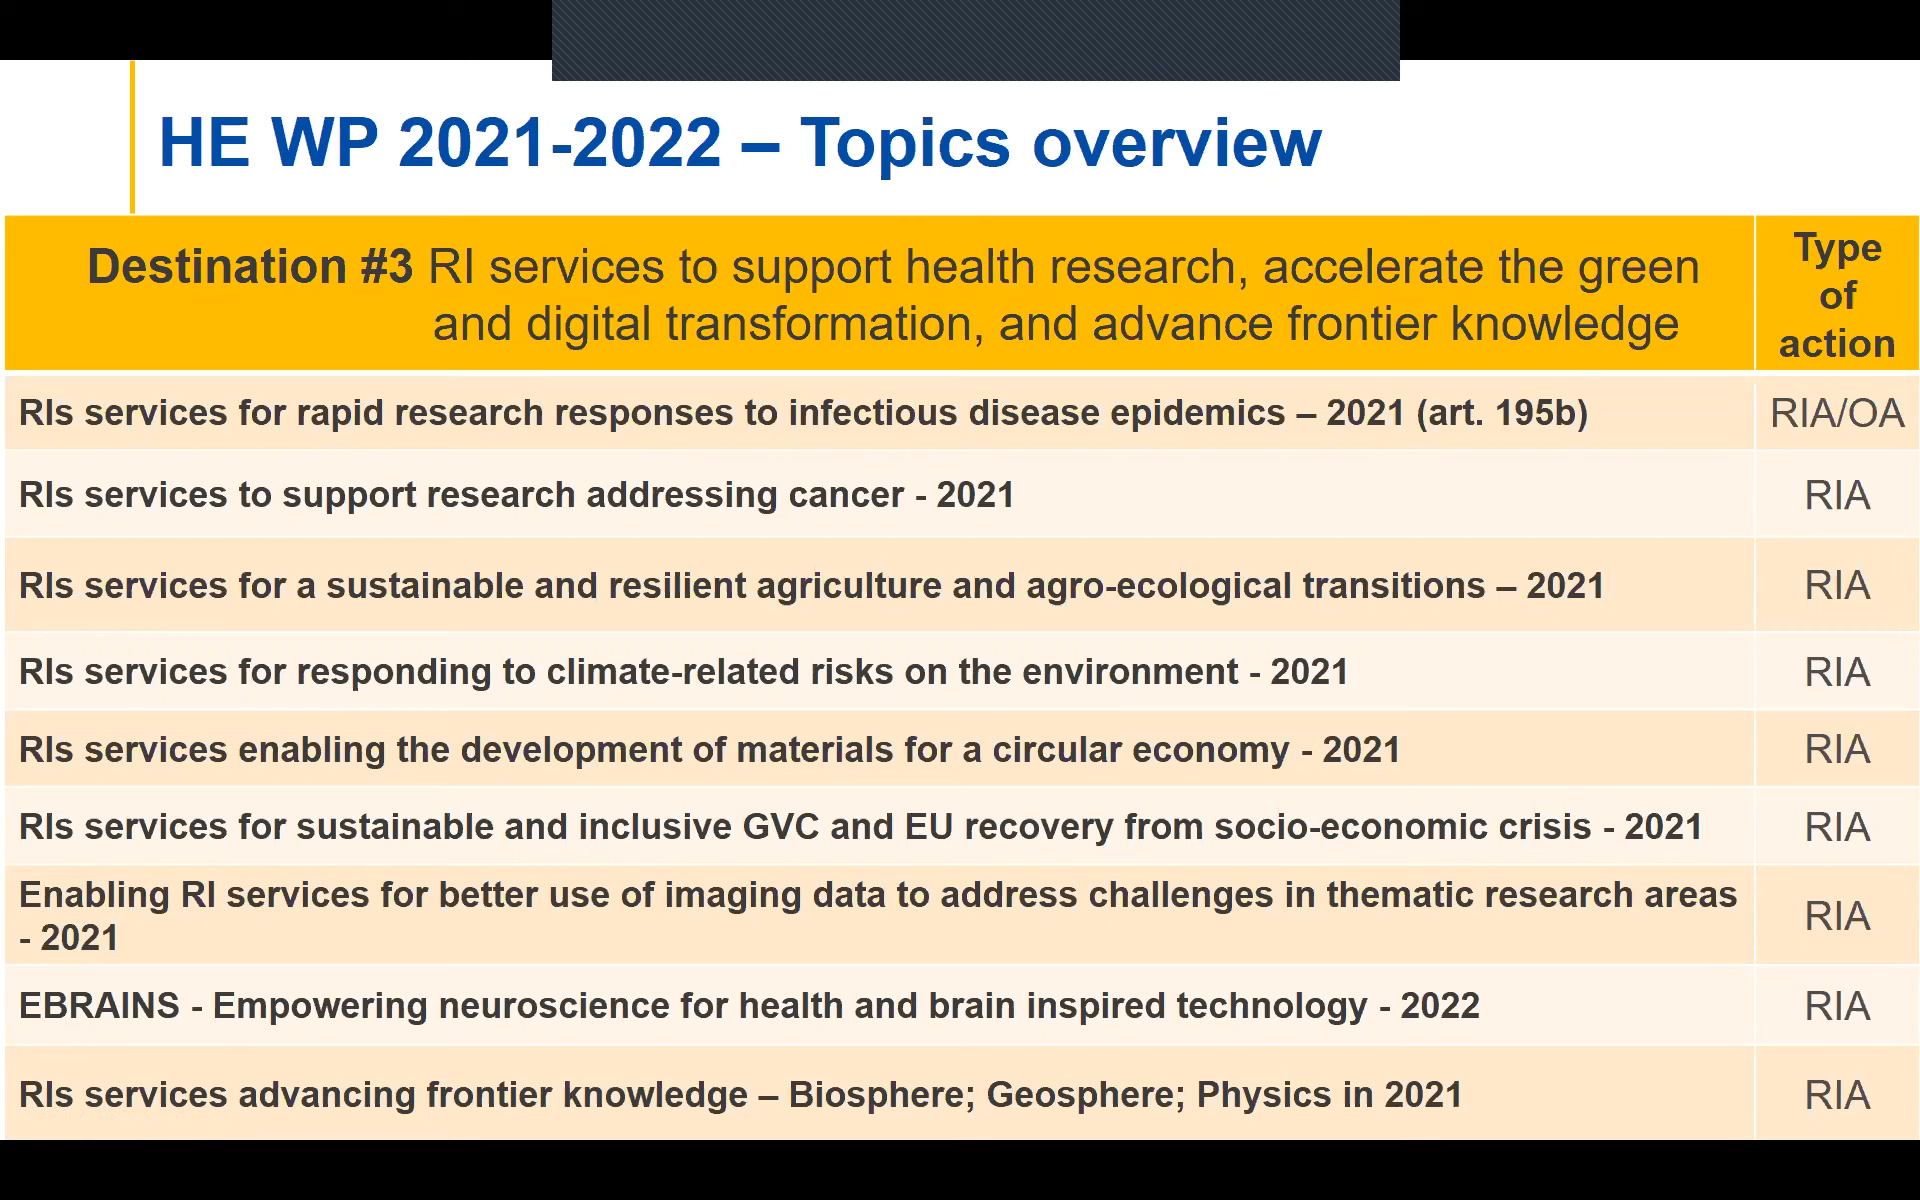 HE WP 2021-2022 – Topics overview
Destination #3 RI services to support health research, accelerate the green
and digital transformation, and advance frontier knowledge
Type
of
action
RIs services for rapid research responses to infectious disease epidemics – 2021 (art. 195b)
RIA/OA
RIs services to support research addressing cancer - 2021
RIA
RIs services for a sustainable and resilient agriculture and agro-ecological transitions – 2021
RIA
RIs services for responding to climate-related risks on the environment - 2021
RIA
RIs services enabling the development of materials for a circular economy - 2021
RIA
RIs services for sustainable and inclusive GVC and EU recovery from socio-economic crisis - 2021
RIA
Enabling RI services for better use of imaging data to address challenges in thematic research areas
- 2021
RIA
EBRAINS - Empowering neuroscience for health and brain inspired technology - 2022
RIA
RIs services advancing frontier knowledge – Biosphere; Geosphere; Physics in 2021
RIA